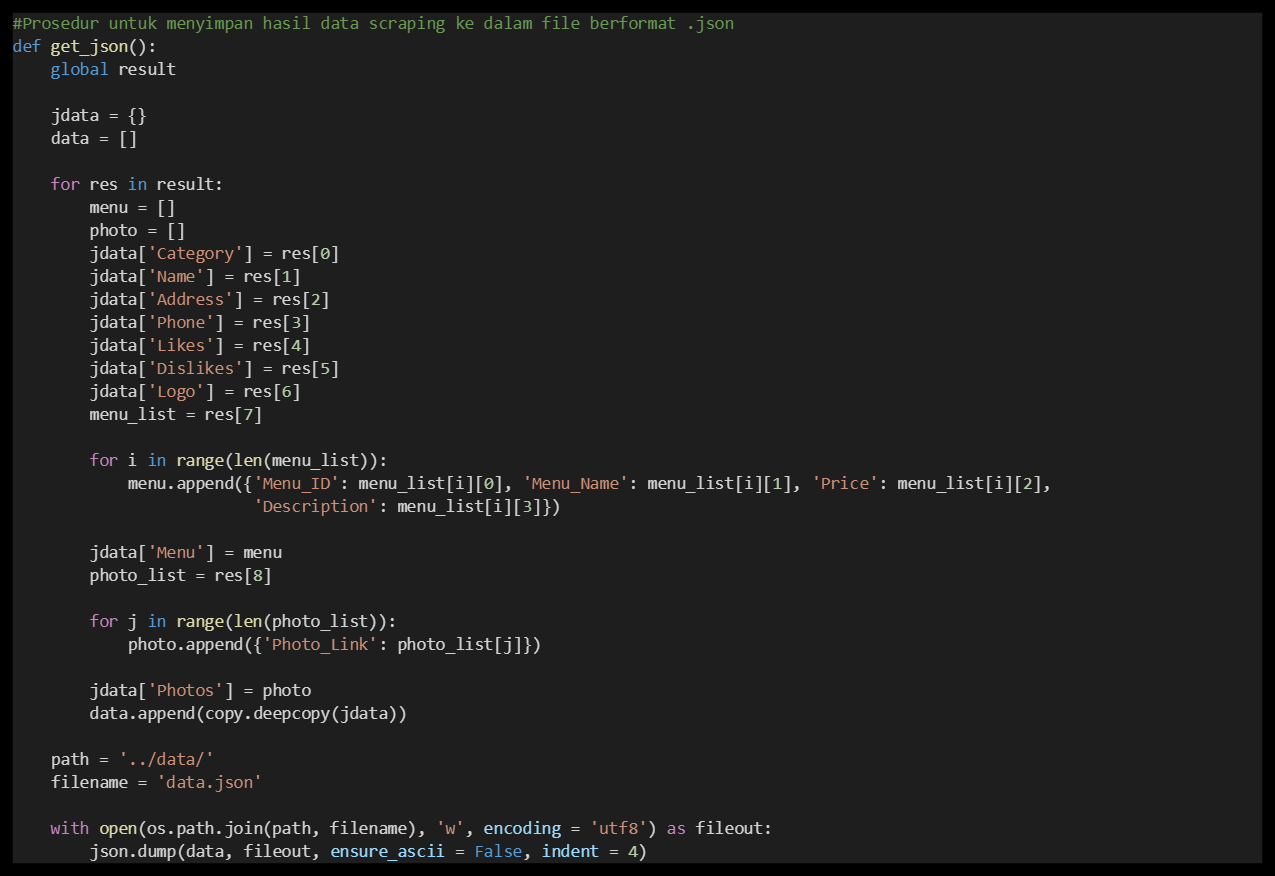 #Prosedur untuk menyimpan hasil data scraping ke dalam file berformat .json
def get_json():
    global result

    jdata = {}
    data = []

    for res in result:
        menu = []
        photo = []
        jdata['Category'] = res[0]
        jdata['Name'] = res[1]
        jdata['Address'] = res[2]
        jdata['Phone'] = res[3]
        jdata['Likes'] = res[4]
        jdata['Dislikes'] = res[5]
        jdata['Logo'] = res[6]
        menu_list = res[7]

        for i in range(len(menu_list)):
            menu.append({'Menu_ID': menu_list[i][0], 'Menu_Name': menu_list[i][1], 'Price': menu_list[i][2],
                         'Description': menu_list[i][3]})

        jdata['Menu'] = menu
        photo_list = res[8]

        for j in range(len(photo_list)):
            photo.append({'Photo_Link': photo_list[j]})

        jdata['Photos'] = photo
        data.append(copy.deepcopy(jdata))

    path = '../data/'
    filename = 'data.json'

    with open(os.path.join(path, filename), 'w', encoding = 'utf8') as fileout:
        json.dump(data, fileout, ensure_ascii = False, indent = 4)